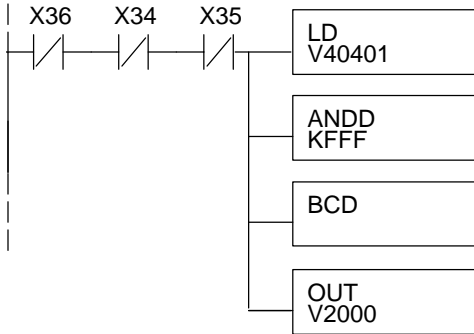 X36 X34 X35
LD
V40401
ANDD
KFFF
BCD
OUT
V2000